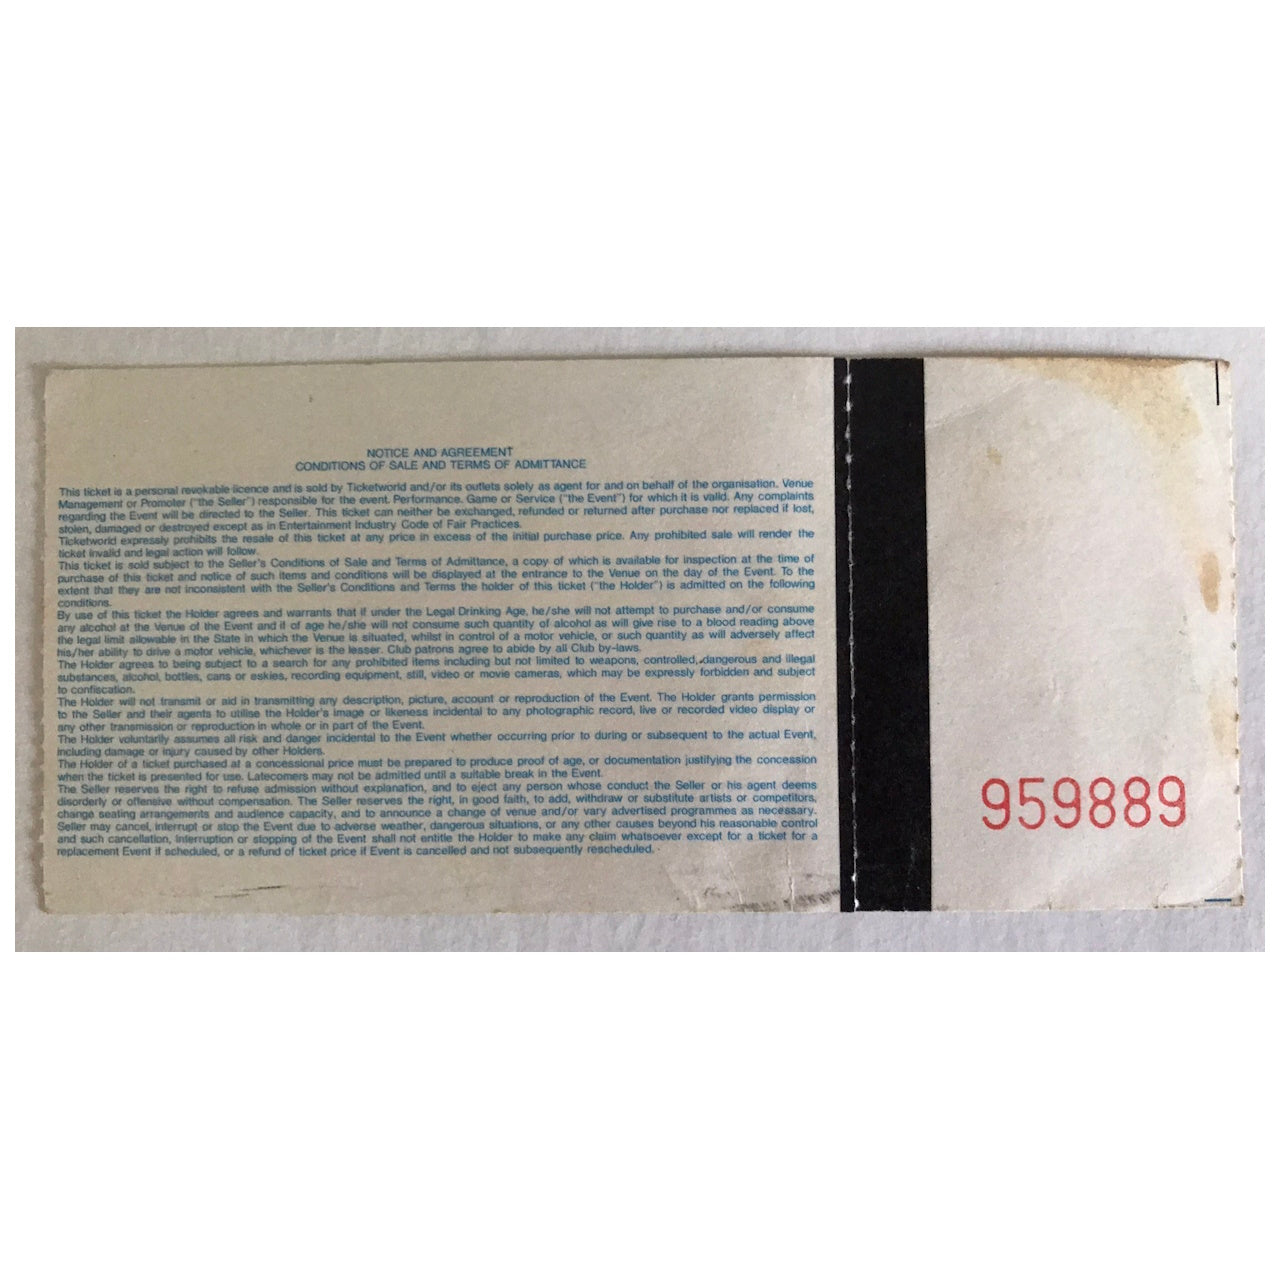 NOTICE AND AGREEMENT
CONDITIONS OF SALE AND TERMS OF ADMITTANCE
This ticket is a personal revokable licence and is sold by Ticketworld and/or its outlets solely as agent for and on behalf of the organisation. Venue
Management or Promoter ("the Seller") responsible for the event. Performance. Game or Service ("the Event") for which it is valid. Any complaints
regarding the Event will be directed to the Seller. This ticket can neither be exchanged, refunded or returned after purchase nor replaced if lost,
stolen, damaged or destroyed except as in Entertainment Industry Code of Fair Practices.
Ticketworld expressly prohibits the resale of this ticket at any price in excess of the initial purchase price. Any prohibited sale will render the
ticket invalid and legal action will follow.
This ticket is sold subject to the Seller's Conditions of Sale and Terms of Admittance, a copy of which is available for inspection at the time of
purchase of this ticket and notice of such items and conditions will be displayed at the entrance to the Venue on the day of the Event. To the
extent that they are not inconsistent with the Seller's Conditions and Terms the holder of this ticket ("the Holder") is admitted on the following
conditions.
By use of this ticket the Holder agrees and warrants that if under the Legal Drinking Age, he/she will not attempt to purchase and/or consume
any alcohol at the Venue of the Event and if of age he/she will not consume such quantity of alcohol as will give rise to a blood reading above
the legal limit allowable in the State in which the Venue is situated, whilst in control of a motor vehicle, or such quantity as will adversely affect
his/her ability to drive a motor vehicle, whichever is the lesser. Club patrons agree to abide by all Club by-laws.
The Holder agrees to being subject to a search for any prohibited items including but not limited to weapons, controlled, dangerous and illegal
substances, alcohol, bottles, cans or eskies, recording equipment, still, video or movie cameras, which may be expressly forbidden and subject
to confiscation.
The Holder will not transmit or aid in transmitting any description, picture, account or reproduction of the Event. The Holder grants permission
to the Seller and their agents to utilise the Holder's image or likeness incidental to any photographic record, live or recorded video display or
any other transmission or reproduction in whole or in part of the Event.
The Holder voluntarily assumes all risk and danger incidental to the Event whether occurring prior to during or subsequent to the actual Event,
including damage or injury caused by other Holders.
The Holder of a ticket purchased at a concessional price must be prepared to produce proof of age, or documentation justifying the concession
when the ticket is presented for use. Latecomers may not be admitted until a suitable break in the Event.
The Seller reserves the right to refuse admission without explanation, and to eject any person whose conduct the Seller or his agent deems
disorderly or offensive without compensation. The Seller reserves the right, in good faith, to add, withdraw or substitute artists or competitors,
change seating arrangements and audience capacity, and to announce a change of venue and/or vary advertised programmes as necessary.
Seller may cancel, interrupt or stop the Event due to adverse weather, dangerous situations, or any other causes beyond his reasonable control
and such cancellation, interruption or stopping of the Event shall not entitle the Holder to make any claim whatsoever except for a ticket for a
replacement Event if scheduled, or a refund of ticket price if Event is cancelled and not subsequently rescheduled.
959889